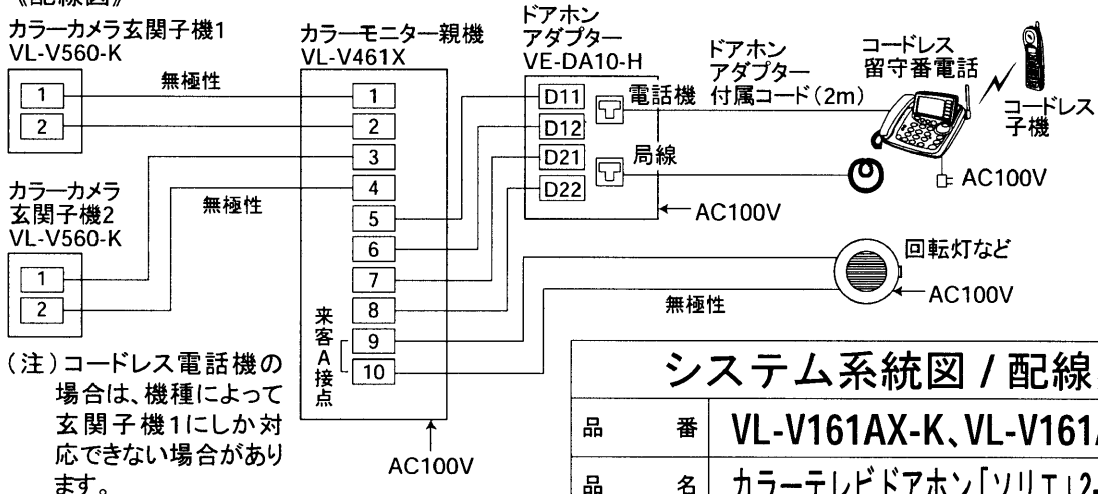 カラーカメラ玄関子機1
VL-V560-K
1
2
無極性
カラーカメラ
玄関子機2
VL-V560-K
1
2
無極性
カラーモニター親機
VL-V461X
1
2
3
4
5
6
7
8
9
10
来客A接点
AC100V
ドアホン
アダプター
VE-DA10-H
D11
D12
D21
D22
電話機
局線
AC100V
ドアホン
アダプター
付属コード(2m)
コードレス
留守番電話
コードレス
子機
AC100V
回転灯など
AC100V
無極性
(注)コードレス電話機の
場合は、機種によって
玄関子機1にしか対
応できない場合があり
ます。
システム系統図 / 配線
品 番 VL-V161AX-K、VL-V161
品 名 カラーテレビドアホン「ソリエ」2